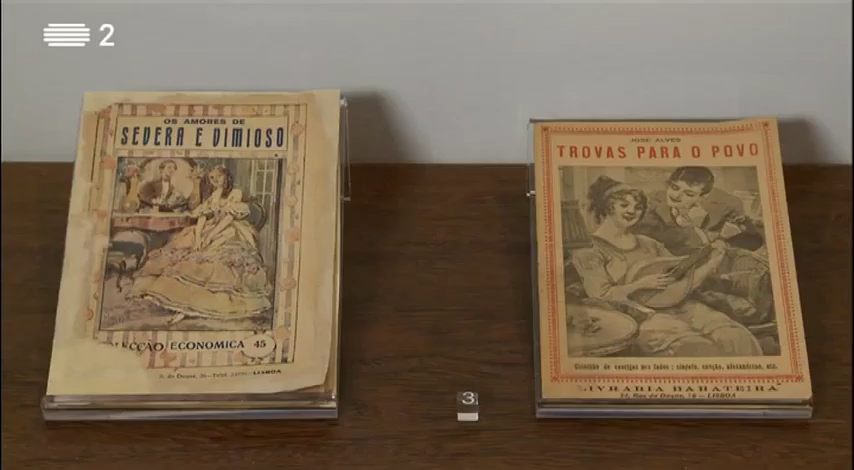 2
OS AMORES DE
SEVERA E VIMIOSO
ECÇÃO ECONOMICA 45
LISBOA
3
JOSÉ ALVES
TROVAS PARA O POVO
LIVRARIA BARATEIRA
LISBOA